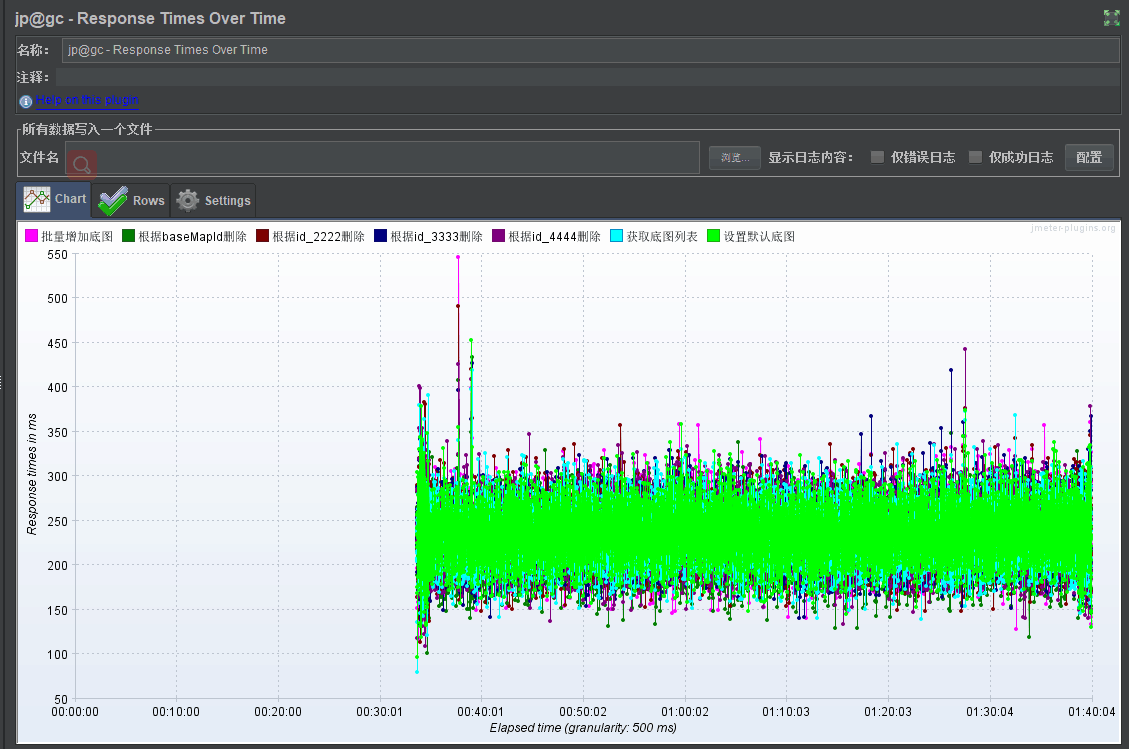 jp@gc - Response Times Over Time
名称： jp@gc - Response Times Over Time
注释：
Help on this plugin
所有数据写入一个文件
文件名 浏览... 显示日志内容： 仅错误日志 仅成功日志 配置
Chart Rows Settings
批量增加底图 根据baseMapId删除 根据id_2222删除 根据id_3333删除 根据id_4444删除 获取底图列表 设置默认底图
jmeter-plugins.org
550
500
450
400
350
300
250
200
150
100
50
Response times in ms
00:00:00 00:10:00 00:20:00 00:30:01 00:40:01 00:50:02 01:00:02 01:10:03 01:20:03 01:30:04 01:40:04
Elapsed time (granularity: 500 ms)